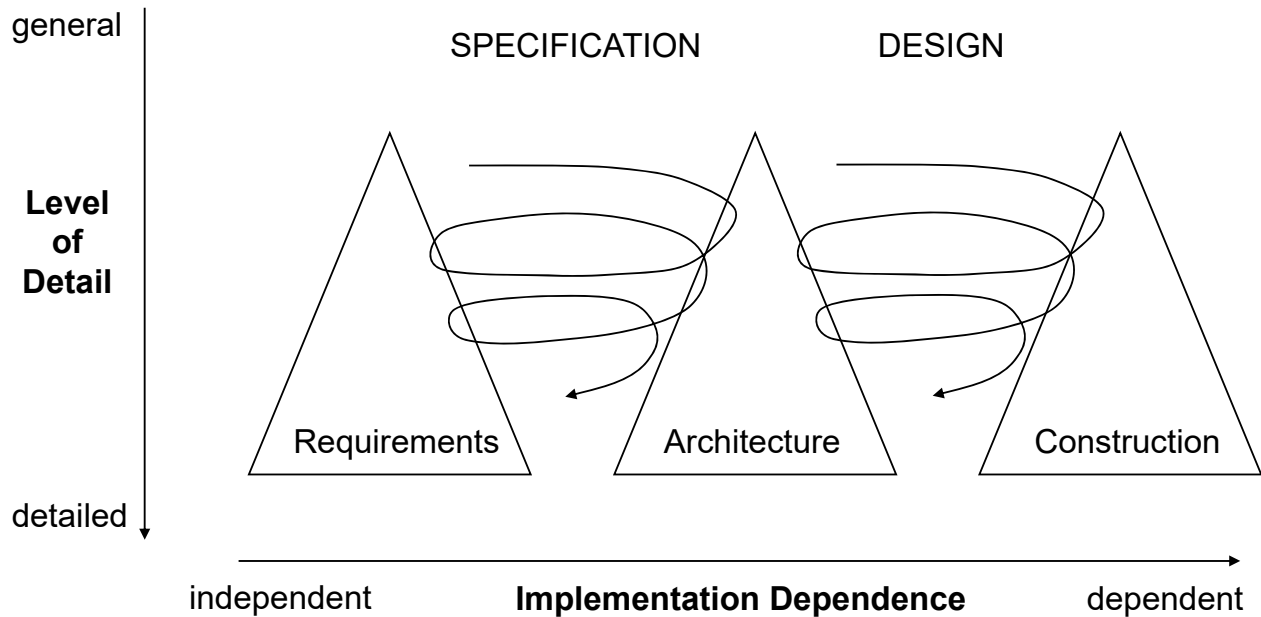 general
SPECIFICATION
DESIGN
Level
of
Detail
Requirements
Architecture
Construction
detailed
independent
Implementation Dependence
dependent